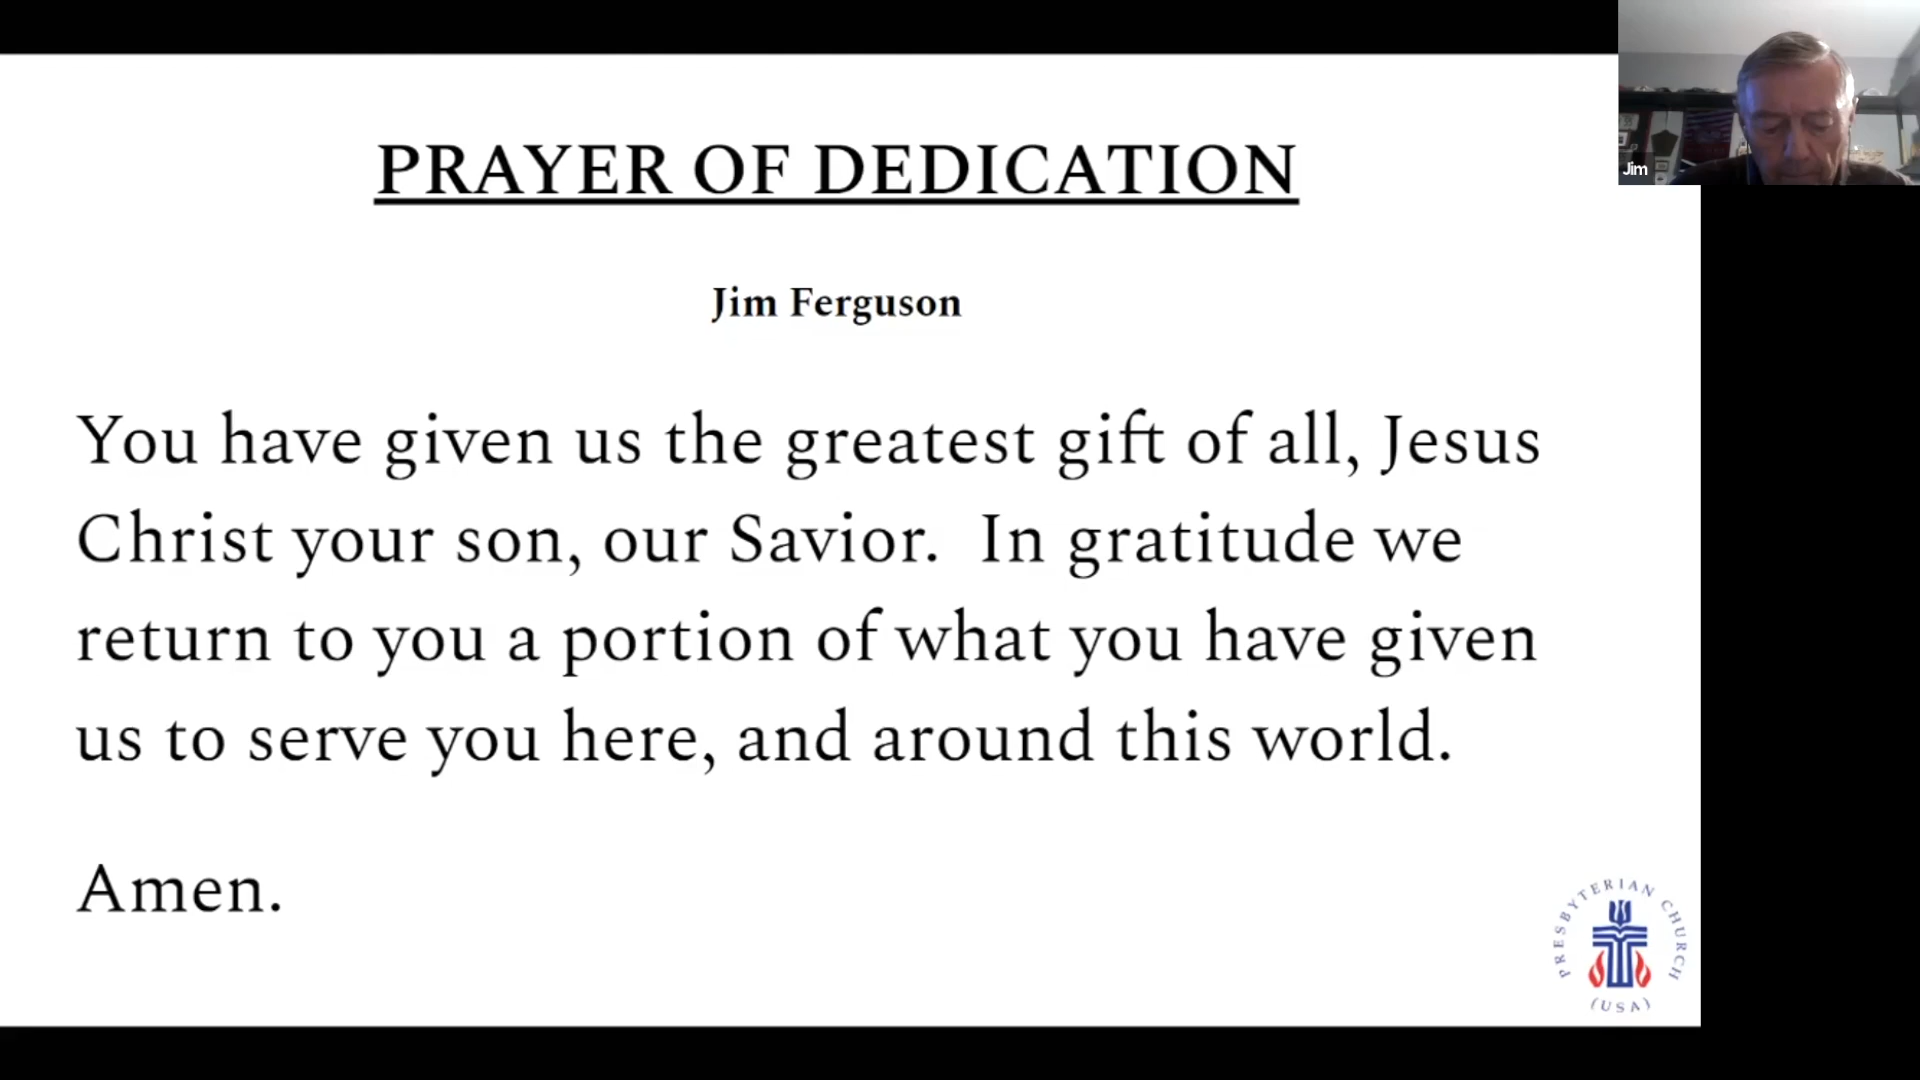 PRAYER OF DEDICATION
Jim
Jim Ferguson
You have given us the greatest gift of all, Jesus
Christ your son, our Savior.  In gratitude we
return to you a portion of what you have given
us to serve you here, and around this world.
Amen.
PRESBYTERIAN CHURCH
(USA)